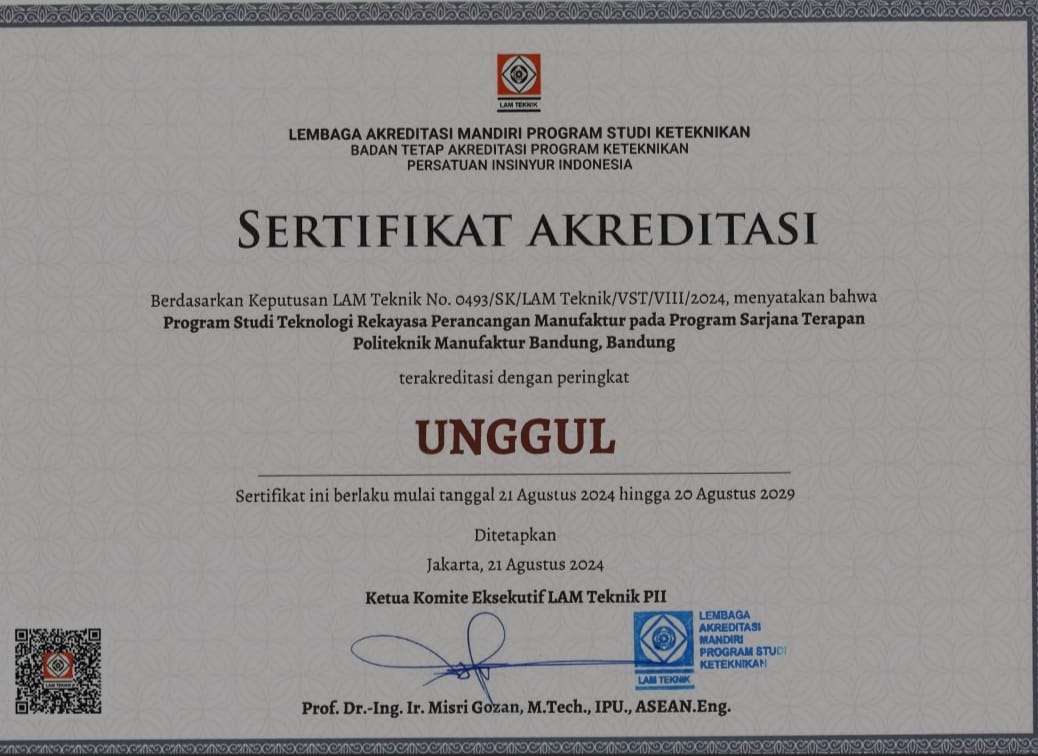 LAM TEKNIK
LEMBAGA AKREDITASI MANDIRI PROGRAM STUDI KETEKNIKAN
BADAN TETAP AKREDITASI PROGRAM KETEKNIKAN
PERSATUAN INSINYUR INDONESIA
SERTIFIKAT AKREDITASI
Berdasarkan Keputusan LAM Teknik No. 0493/SK/LAM Teknik/VST/VIII/2024, menyatakan bahwa
Program Studi Teknologi Rekayasa Perancangan Manufaktur pada Program Sarjana Terapan
Politeknik Manufaktur Bandung, Bandung
terakreditasi dengan peringkat
UNGGUL
Sertifikat ini berlaku mulai tanggal 21 Agustus 2024 hingga 20 Agustus 2029
Ditetapkan
Jakarta, 21 Agustus 2024
Ketua Komite Eksekutif LAM Teknik PII
LEMBAGA
AKREDITASI
MANDIRI
PROGRAM STUDI
KETEKNIKAN
LAM TEKNIK
LAM TEKNIK
Prof. Dr.-Ing. Ir. Misri Gozan, M.Tech., IPU., ASEAN.Eng.